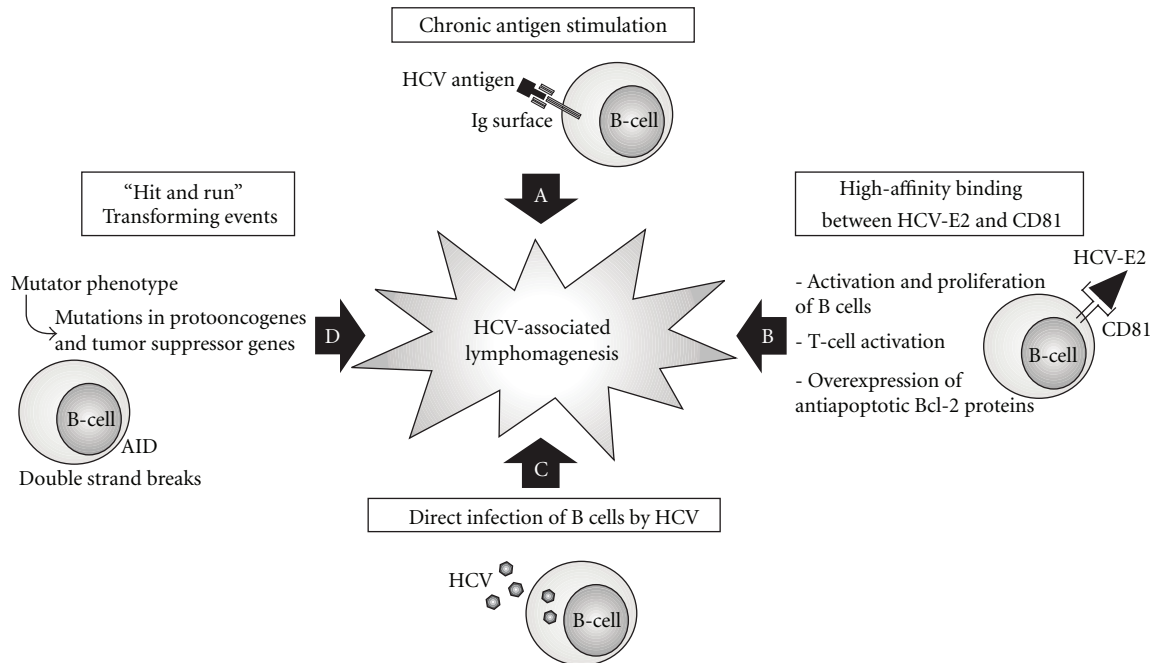 Chronic antigen stimulation
HCV antigen
Ig surface
B-cell
A
"Hit and run"
Transforming events
Mutator phenotype
Mutations in protooncogenes
and tumor suppressor genes
B-cell
AID
Double strand breaks
D
HCV-associated
lymphomagenesis
B
High-affinity binding
between HCV-E2 and CD81
- Activation and proliferation
of B cells
- T-cell activation
- Overexpression of
antiapoptotic Bcl-2 proteins
HCV-E2
CD81
B-cell
C
Direct infection of B cells by HCV
HCV
B-cell